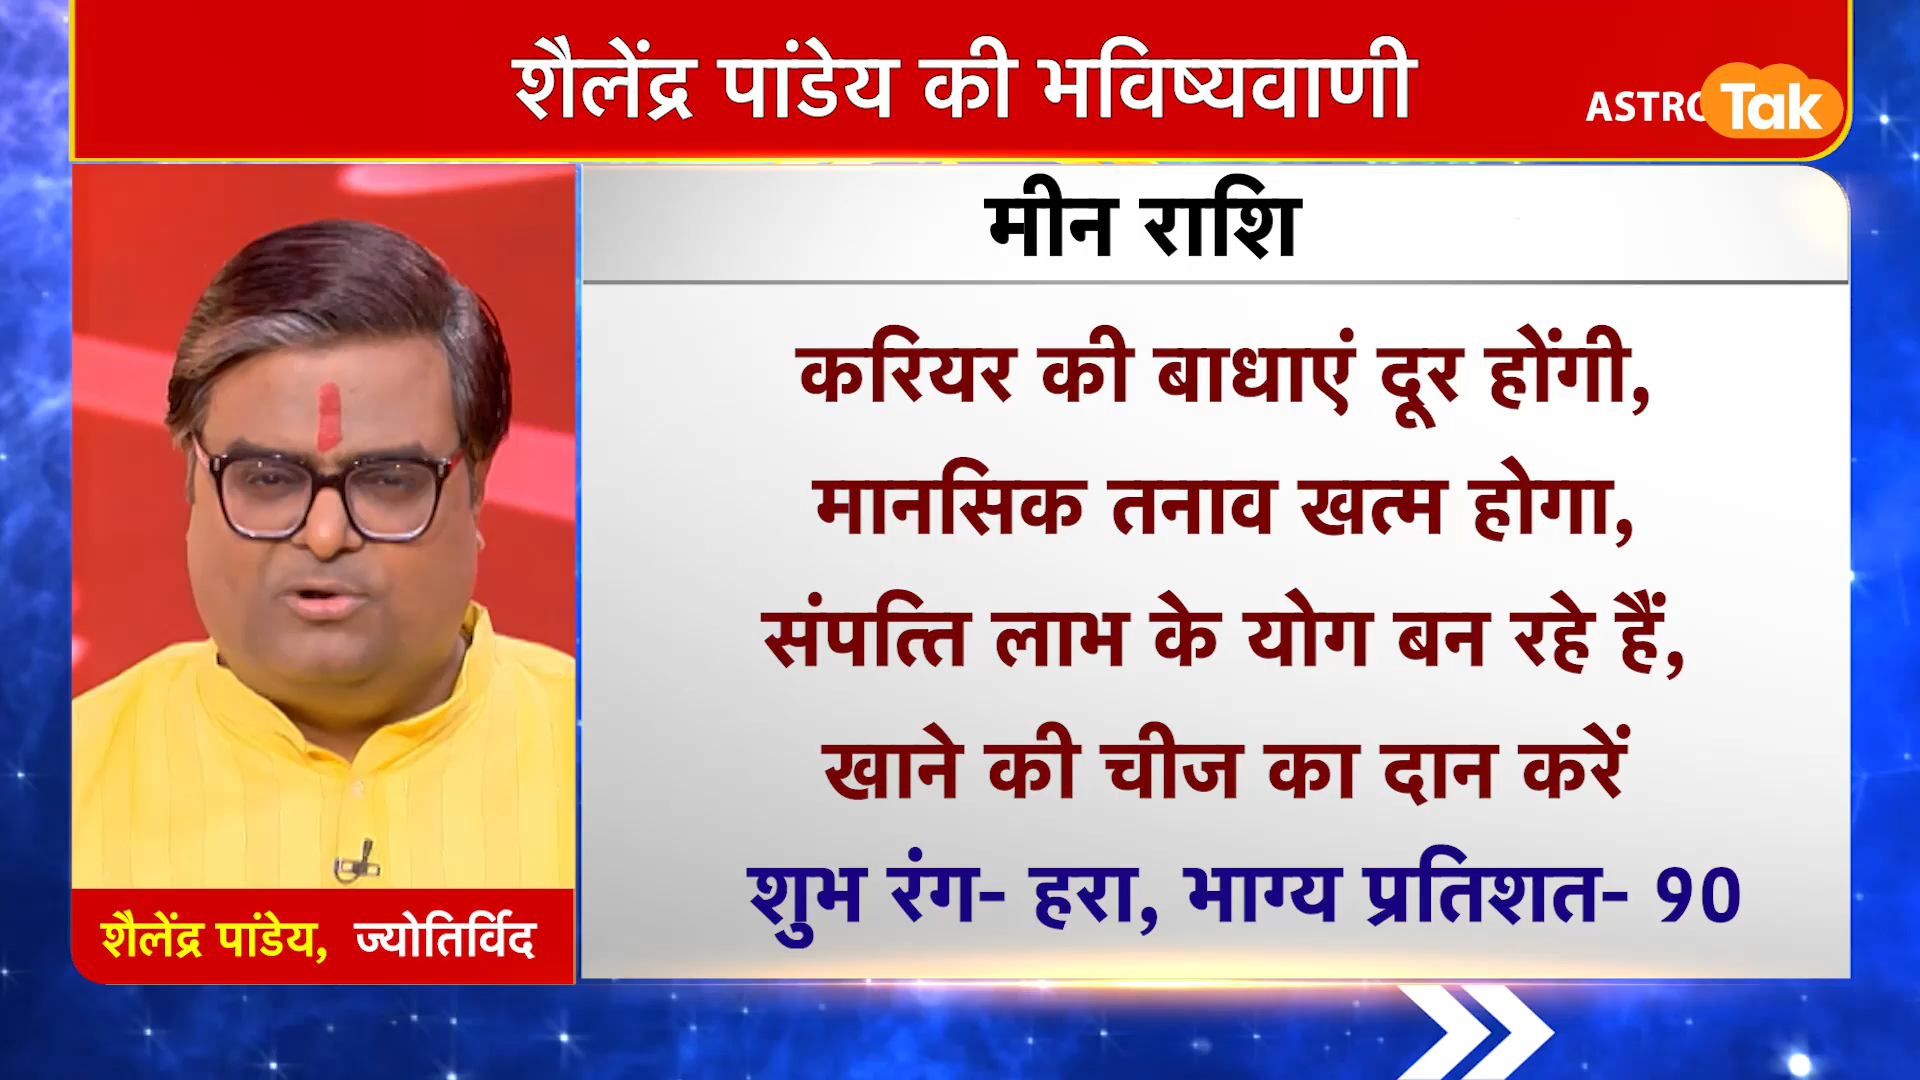 शैलेंद्र पांडेय की भविष्यवाणी
ASTRO Tak
मीन राशि
करियर की बाधाएं दूर होंगी,
मानसिक तनाव खत्म होगा,
संपत्ति लाभ के योग बन रहे हैं,
खाने की चीज का दान करें
शुभ रंग- हरा, भाग्य प्रतिशत- 90
शैलेंद्र पांडेय, ज्योतिर्विद